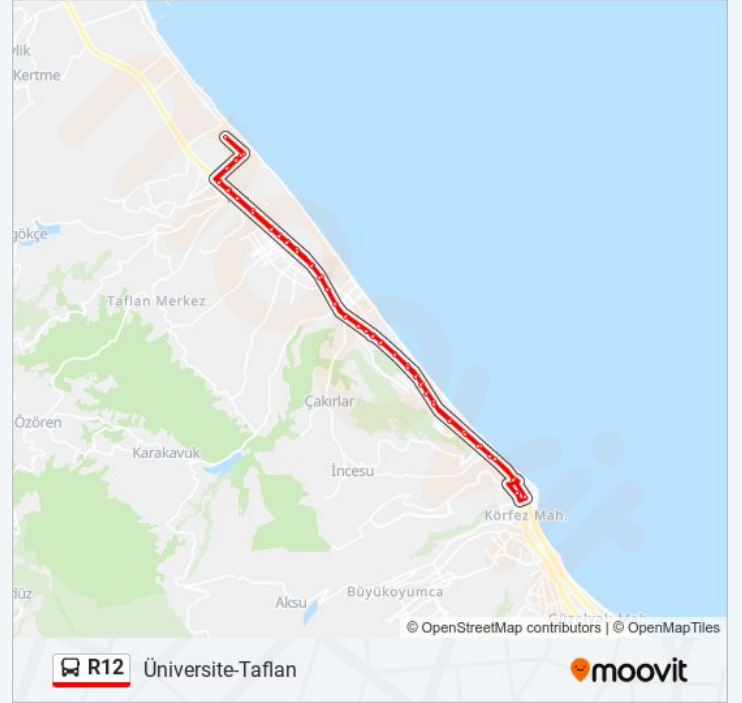 Kertme
Taflan Merkez
Çakırlar
Özören
Karakavuk
İncesu
Körfez Mah.
Büyükoyumca
Aksu
© OpenStreetMap contributors | © OpenMapTiles
R12 Üniversite-Taflan
moovit